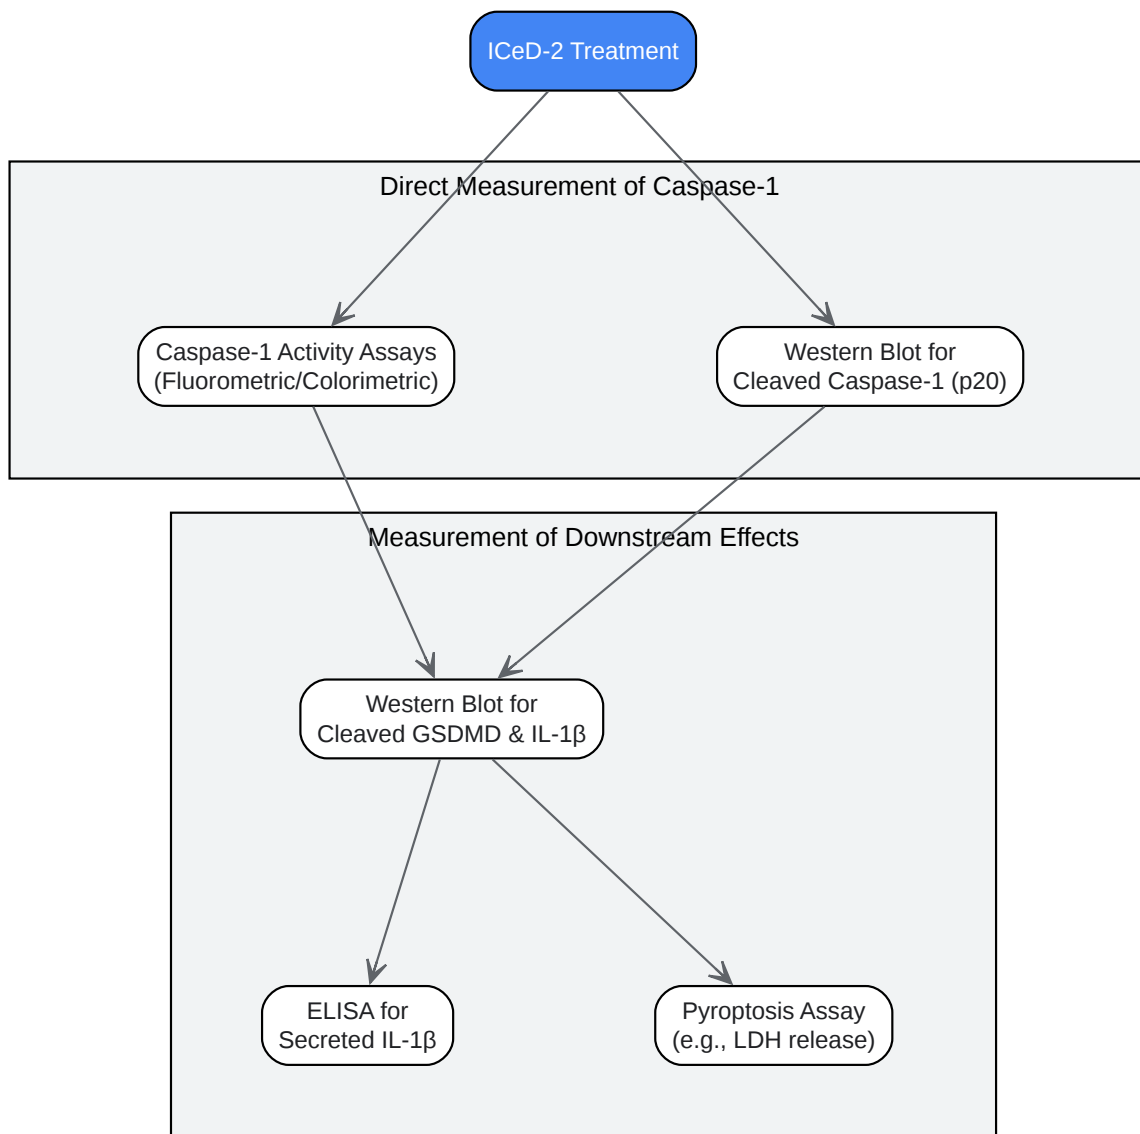 ICeD-2 Treatment
Direct Measurement of Caspase-1
Caspase-1 Activity Assays
(Fluorometric/Colorimetric)
Western Blot for
Cleaved Caspase-1 (p20)
Measurement of Downstream Effects
Western Blot for
Cleaved GSDMD & IL-1β
ELISA for
Secreted IL-1β
Pyroptosis Assay
(e.g., LDH release)